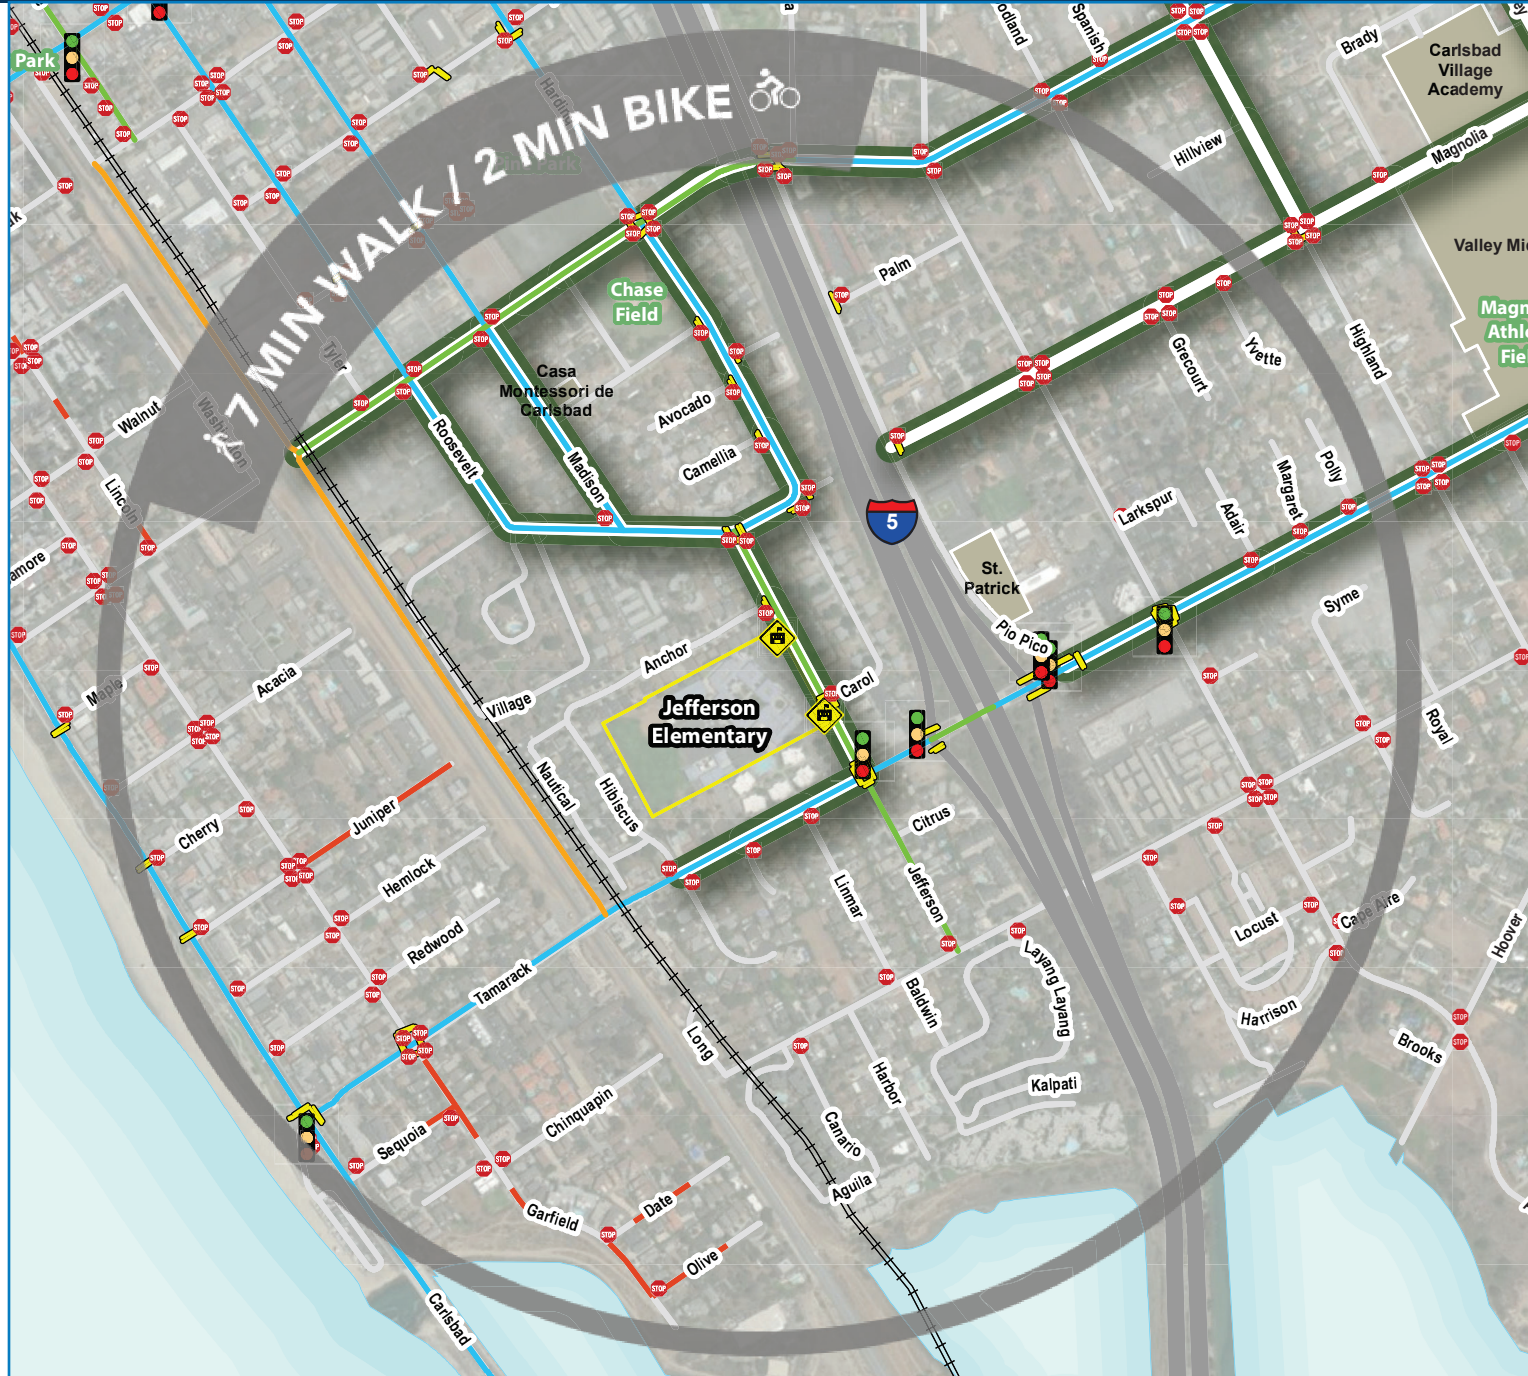 Park
7 MIN WALK / 2 MIN BIKE
Harding
Spanish
Brady
Carlsbad
Village
Academy
Magnolia
Hillview
Palm
Chase
Field
Casa
Montessori de
Carlsbad
Tyler
Washington
Walnut
Lincoln
Roosevelt
Madison
Avocado
Camellia
Grecourt
Yvette
Highland
Polly
Margaret
Adair
Larkspur
5
St.
Patrick
Pio Pico
Syme
Royal
Anchor
Carol
Jefferson
Elementary
Village
Nautical
Hibiscus
Maple
Acacia
Cherry
Juniper
Hemlock
Redwood
Tamarack
Citrus
Linmar
Jefferson
Baldwin
Layang Layang
Locust
Cape Aire
Harrison
Hoover
Brooks
Long
Harbor
Kalpati
Canario
Aguila
Chinquapin
Sequoia
Garfield
Date
Olive
Carlsbad
STOP